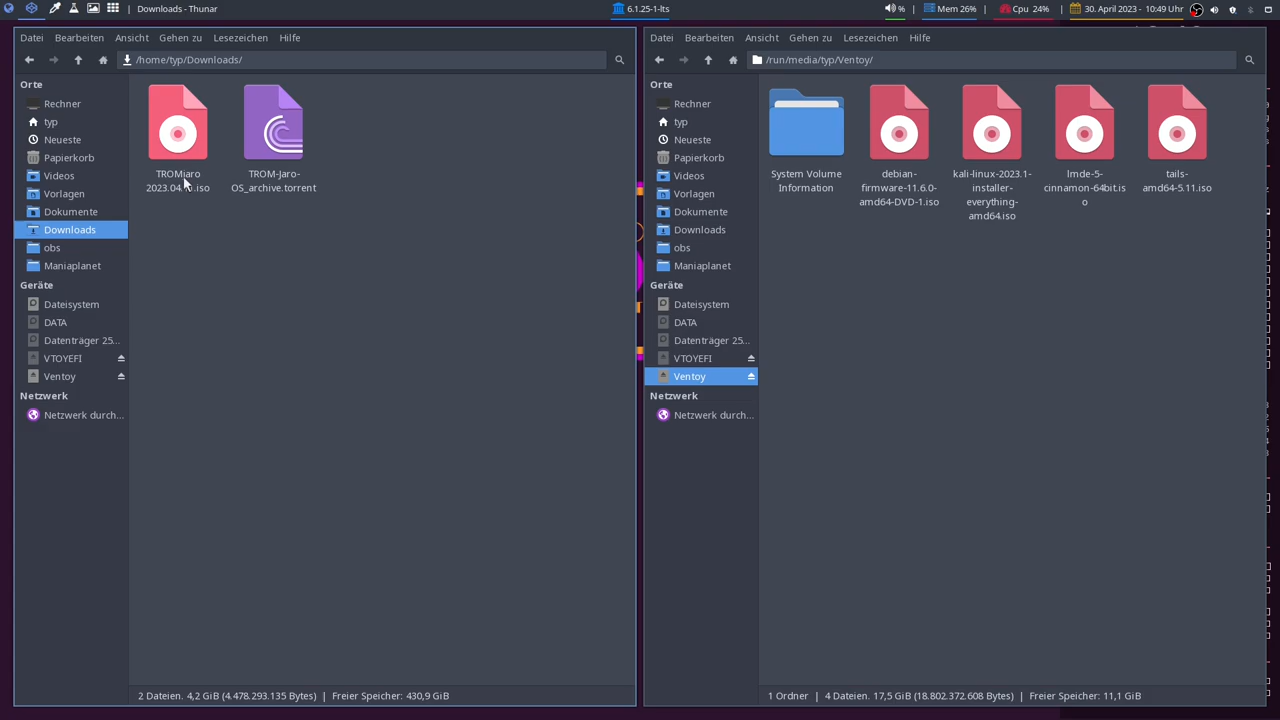 Downloads - Thunar
6.1.25-1-lts
%
Mem 26%
Cpu 24%
30. April 2023 - 10:49 Uhr
Datei Bearbeiten Ansicht Gehen zu Lesezeichen Hilfe
/home/typ/Downloads/
Orte
Rechner
typ
Neueste
Papierkorb
Videos
Vorlagen
Dokumente
Downloads
obs
Maniaplanet
Geräte
Dateisystem
DATA
Datenträger 25...
VTOYEFI
Ventoy
Netzwerk
Netzwerk durch...
TROMjaro
TROM-Jaro-
OS_archive.torrent
2 Dateien. 4,2 GiB (4.478.293.135 Bytes) | Freier Speicher: 430,9 GiB
Datei Bearbeiten Ansicht Gehen zu Lesezeichen Hilfe
/run/media/typ/Ventoy/
Orte
Rechner
typ
Neueste
Papierkorb
Videos
Vorlagen
Dokumente
Downloads
obs
Maniaplanet
Geräte
Dateisystem
DATA
Datenträger 25...
VTOYEFI
Ventoy
Netzwerk
Netzwerk durch...
System Volume
Information
debian-
firmware-11.6.0-
amd64-DVD-1.iso
kali-linux-2023.1-
installer-
everything-
amd64.iso
lmde-5-
cinnamon-64bit.is
o
tails-
amd64-5.11.iso
1 Ordner | 4 Dateien. 17,5 GiB (18.802.372.608 Bytes) | Freier Speicher: 11,1 GiB